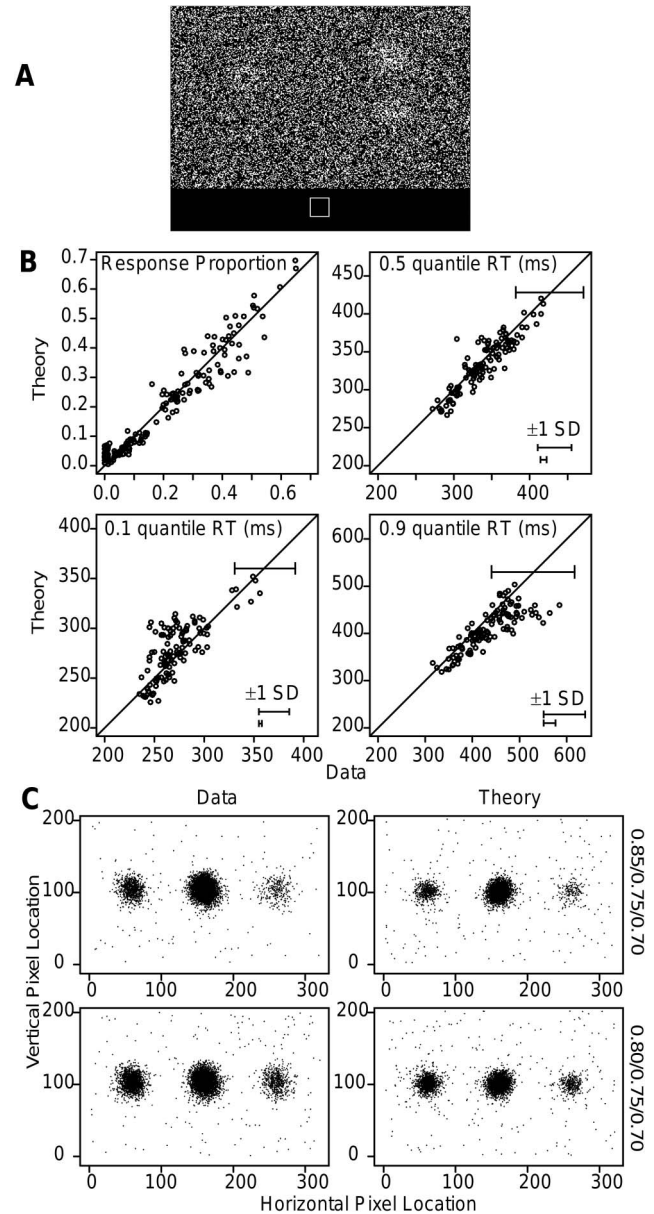 A
B
Response Proportion
0.7
0.6
0.5
0.4
0.3
0.2
0.1
0.0
0.0 0.2 0.4 0.6
Theory
0.5 quantile RT (ms)
450
400
350
300
250
200
200 300 400
±1 SD
0.1 quantile RT (ms)
400
350
300
250
200
200 250 300 350 400
±1 SD
Theory
0.9 quantile RT (ms)
600
500
400
300
200
200 300 400 500 600
±1 SD
Data
C
Data Theory
200
100
0
0 100 200 300
0 100 200 300
200
100
0
0.85/0.75/0.70
200
100
0
0 100 200 300
200
100
0
0 100 200 300
0.80/0.75/0.70
Vertical Pixel Location
Horizontal Pixel Location